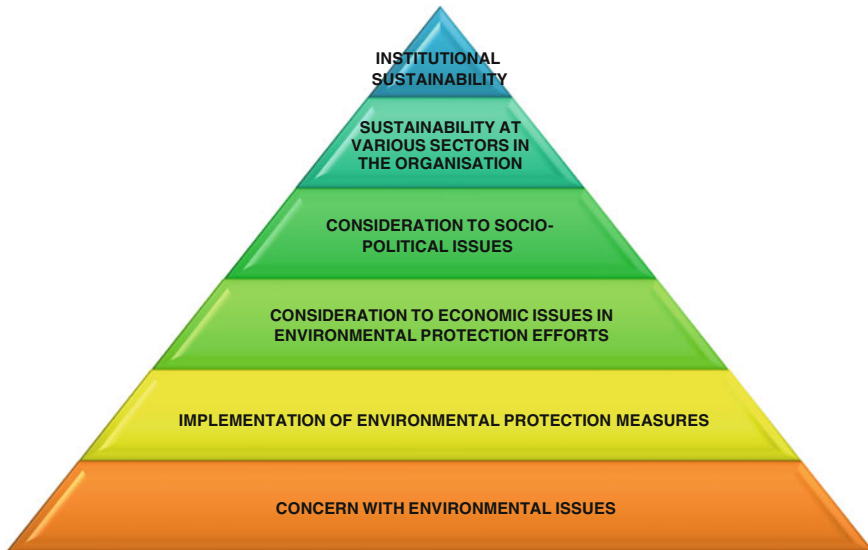 INSTITUTIONAL
SUSTAINABILITY
SUSTAINABILITY AT
VARIOUS SECTORS IN
THE ORGANISATION
CONSIDERATION TO SOCIO-
POLITICAL ISSUES
CONSIDERATION TO ECONOMIC ISSUES IN
ENVIRONMENTAL PROTECTION EFFORTS
IMPLEMENTATION OF ENVIRONMENTAL PROTECTION MEASURES
CONCERN WITH ENVIRONMENTAL ISSUES